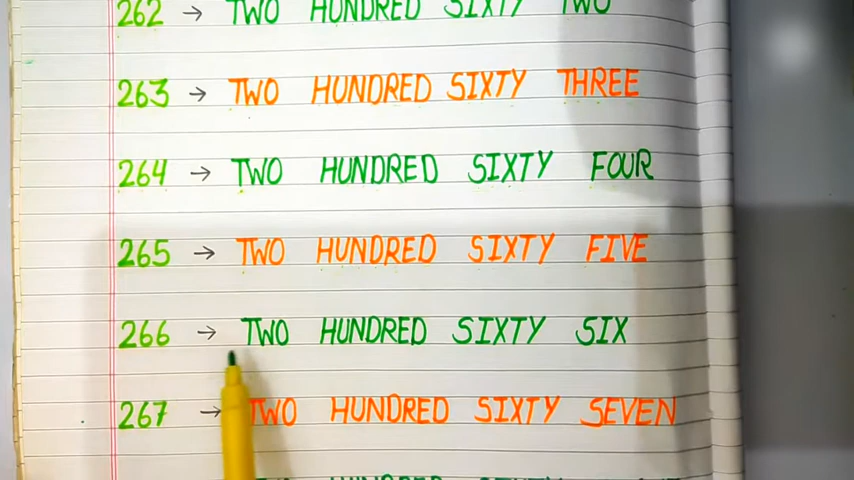 262 → TWO HUNDRED SIXTY TWO
263 → TWO HUNDRED SIXTY THREE
264 → TWO HUNDRED SIXTY FOUR
265 → TWO HUNDRED SIXTY FIVE
266 → TWO HUNDRED SIXTY SIX
267 → TWO HUNDRED SIXTY SEVEN